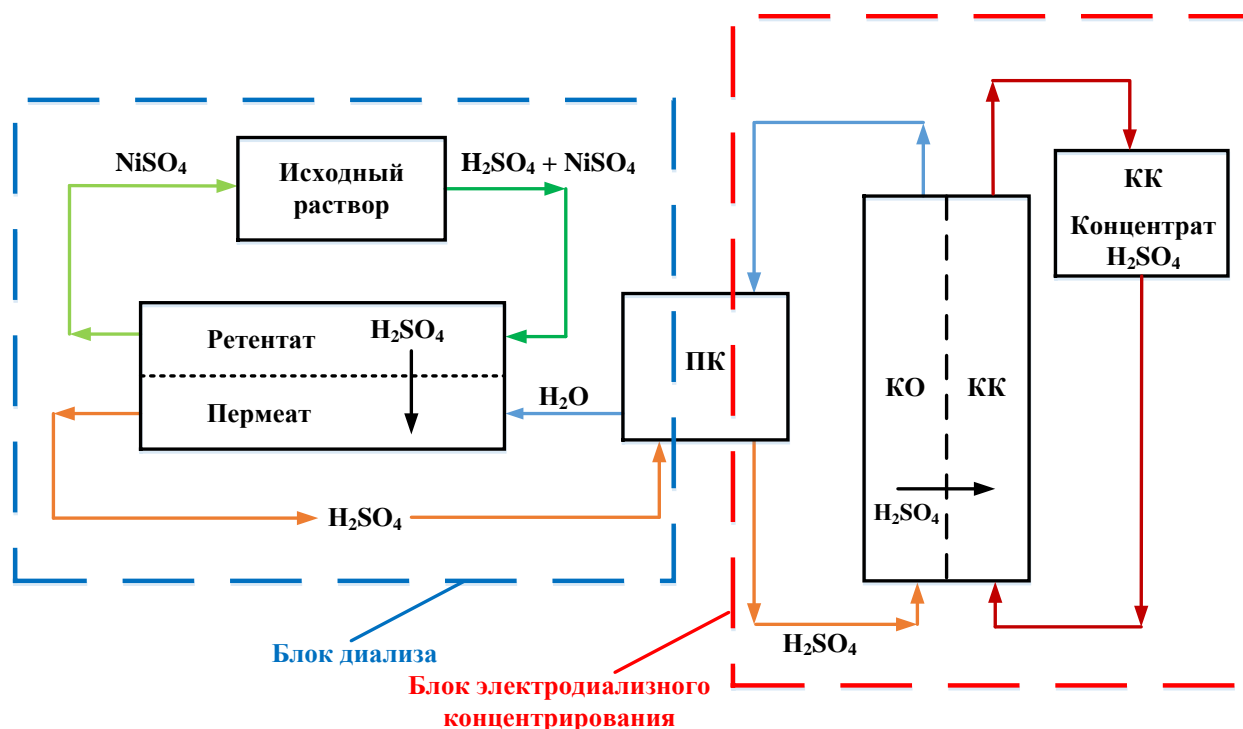 NiSO₄
Исходный
раствор
H₂SO₄ + NiSO₄
Ретентат
H₂SO₄
Пермеат
H₂O
H₂SO₄
Блок диализа
ПК
КО
КК
H₂SO₄
H₂SO₄
КК
Концентрат
H₂SO₄
Блок электродиализного
концентрирования